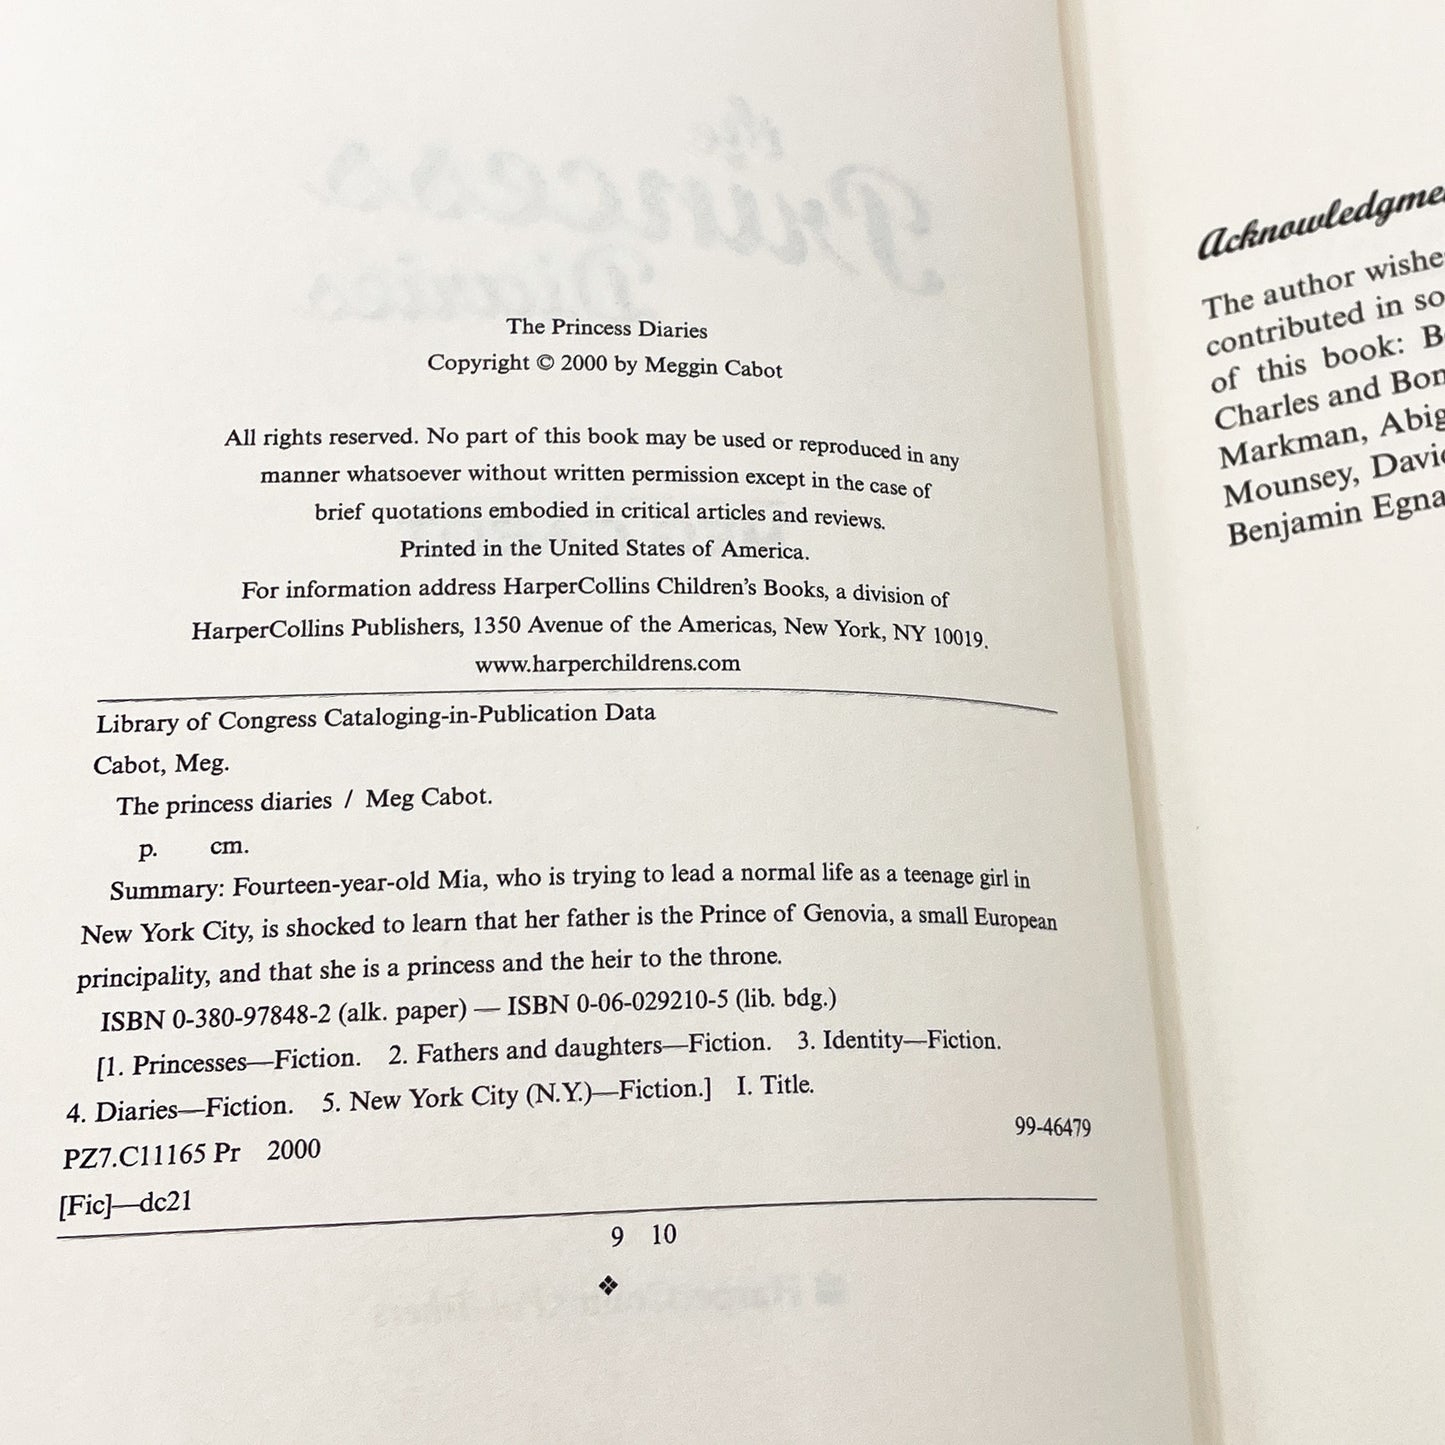 The Princess Diaries
Copyright © 2000 by Meggin Cabot
All rights reserved. No part of this book may be used or reproduced in any
manner whatsoever without written permission except in the case of
brief quotations embodied in critical articles and reviews.
Printed in the United States of America.
For information address HarperCollins Children's Books, a division of
HarperCollins Publishers, 1350 Avenue of the Americas, New York, NY 10019.
www.harperchildrens.com
Library of Congress Cataloging-in-Publication Data
Cabot, Meg.
The princess diaries / Meg Cabot.
p. cm.
Summary: Fourteen-year-old Mia, who is trying to lead a normal life as a teenage girl in
New York City, is shocked to learn that her father is the Prince of Genovia, a small European
principality, and that she is a princess and the heir to the throne.
ISBN 0-380-97848-2 (alk. paper) — ISBN 0-06-029210-5 (lib. bdg.)
[1. Princesses—Fiction. 2. Fathers and daughters—Fiction. 3. Identity—Fiction.
4. Diaries—Fiction. 5. New York City (N.Y.)—Fiction.] I. Title.
PZ7.C11165 Pr 2000
99-46479
[Fic]—dc21
9 10
❖
The author
contributed in
of this book:
Charles and
Markman,
Mounsey,
Benjamin